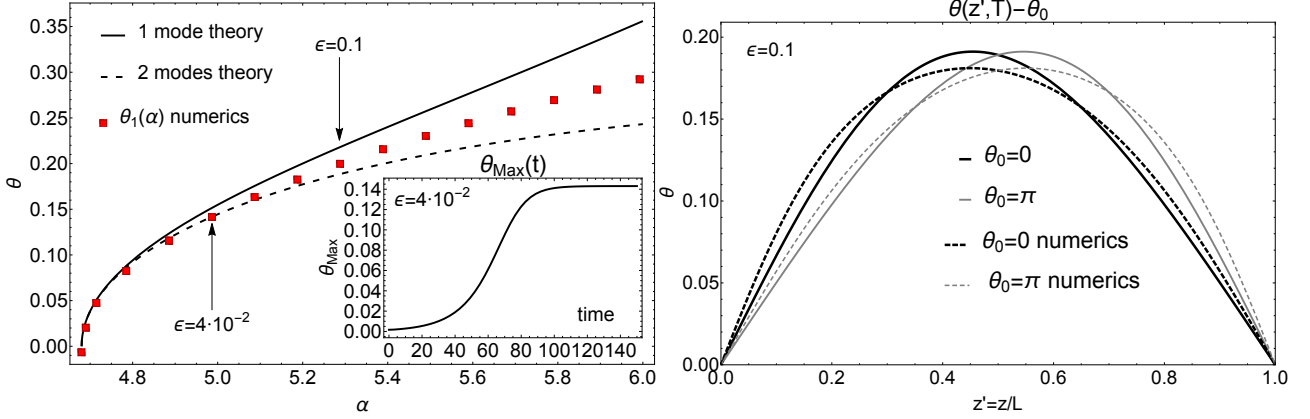 0.35
0.30
0.25
0.20
0.15
0.10
0.05
0.00
θ
1 mode theory
2 modes theory
θ₁(α) numerics
ϵ=0.1
ϵ=4·10⁻²
4.8 5.0 5.2 5.4 5.6 5.8 6.0
α
θMax(t)
ϵ=4·10⁻²
0.14
0.12
0.10
0.08
0.06
0.04
0.02
0.00
θMax
time
0 20 40 60 80 100 120 140
θ(z',T)−θ₀
ϵ=0.1
0.20
0.15
0.10
0.05
0.00
θ
θ₀=0
θ₀=π
θ₀=0 numerics
θ₀=π numerics
0.0 0.2 0.4 0.6 0.8 1.0
z'=z/L